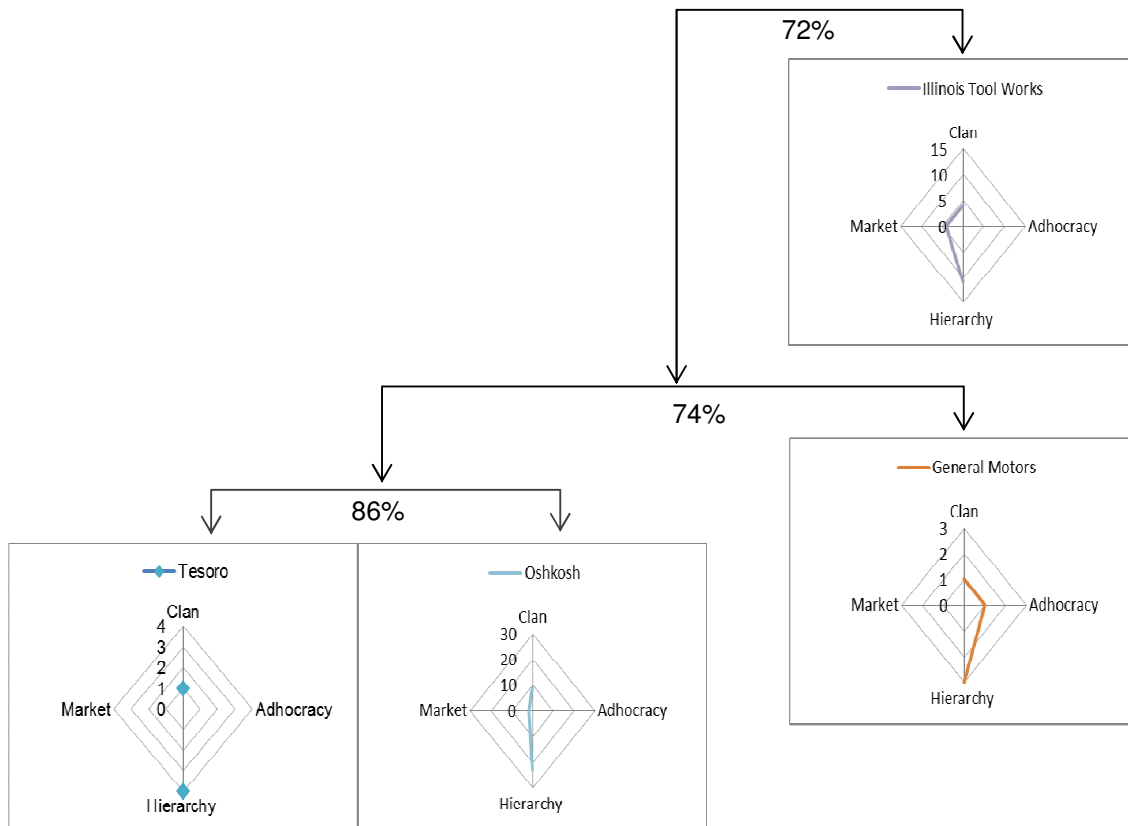 72%
Illinois Tool Works
Clan
15
10
5
0
Market
Adhocracy
Hierarchy
74%
General Motors
Clan
3
2
1
0
Market
Adhocracy
Hierarchy
86%
Tesoro
Clan
4
3
2
1
0
Market
Adhocracy
Hierarchy
Oshkosh
Clan
30
20
10
0
Market
Adhocracy
Hierarchy